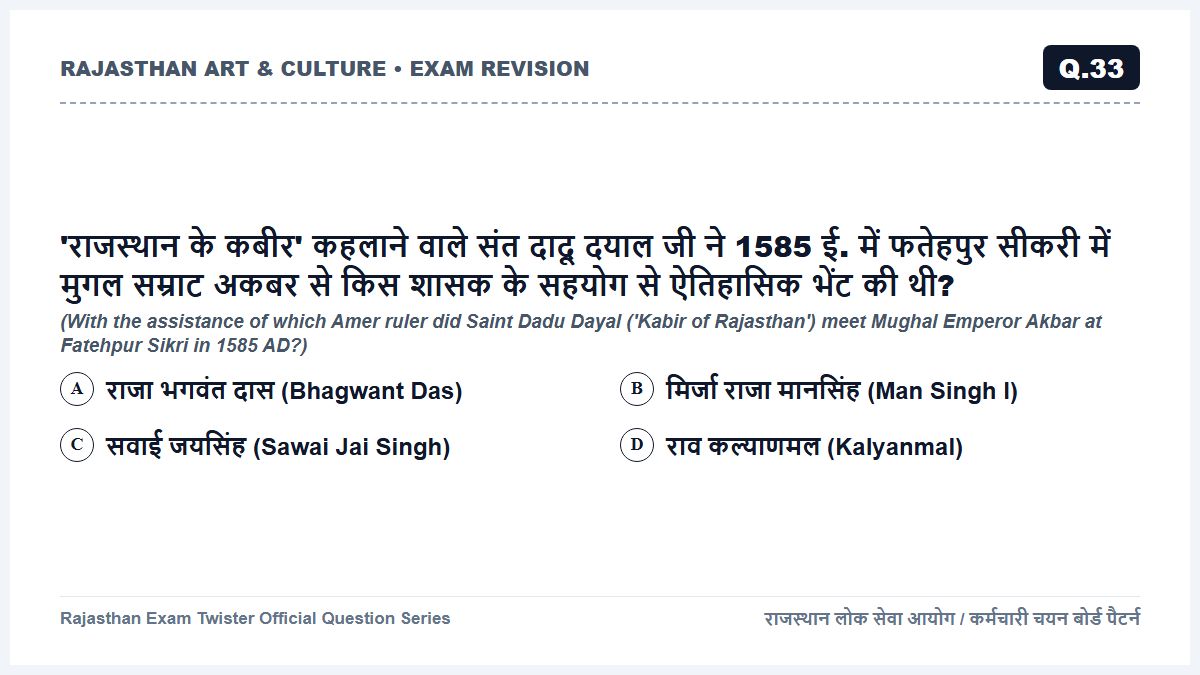 RAJASTHAN ART & CULTURE • EXAM REVISION
Q.33
'राजस्थान के कबीर' कहलाने वाले संत दादू दयाल जी ने 1585 ई. में फतेहपुर सीकरी में
मुगल सम्राट अकबर से किस शासक के सहयोग से ऐतिहासिक भेंट की थी?
(With the assistance of which Amer ruler did Saint Dadu Dayal ('Kabir of Rajasthan') meet Mughal Emperor Akbar at
Fatehpur Sikri in 1585 AD?)
A राजा भगवंत दास (Bhagwant Das)
B मिर्जा राजा मानसिंह (Man Singh I)
C सवाई जयसिंह (Sawai Jai Singh)
D राव कल्याणमल (Kalyanmal)
Rajasthan Exam Twister Official Question Series
राजस्थान लोक सेवा आयोग / कर्मचारी चयन बोर्ड पैटर्न